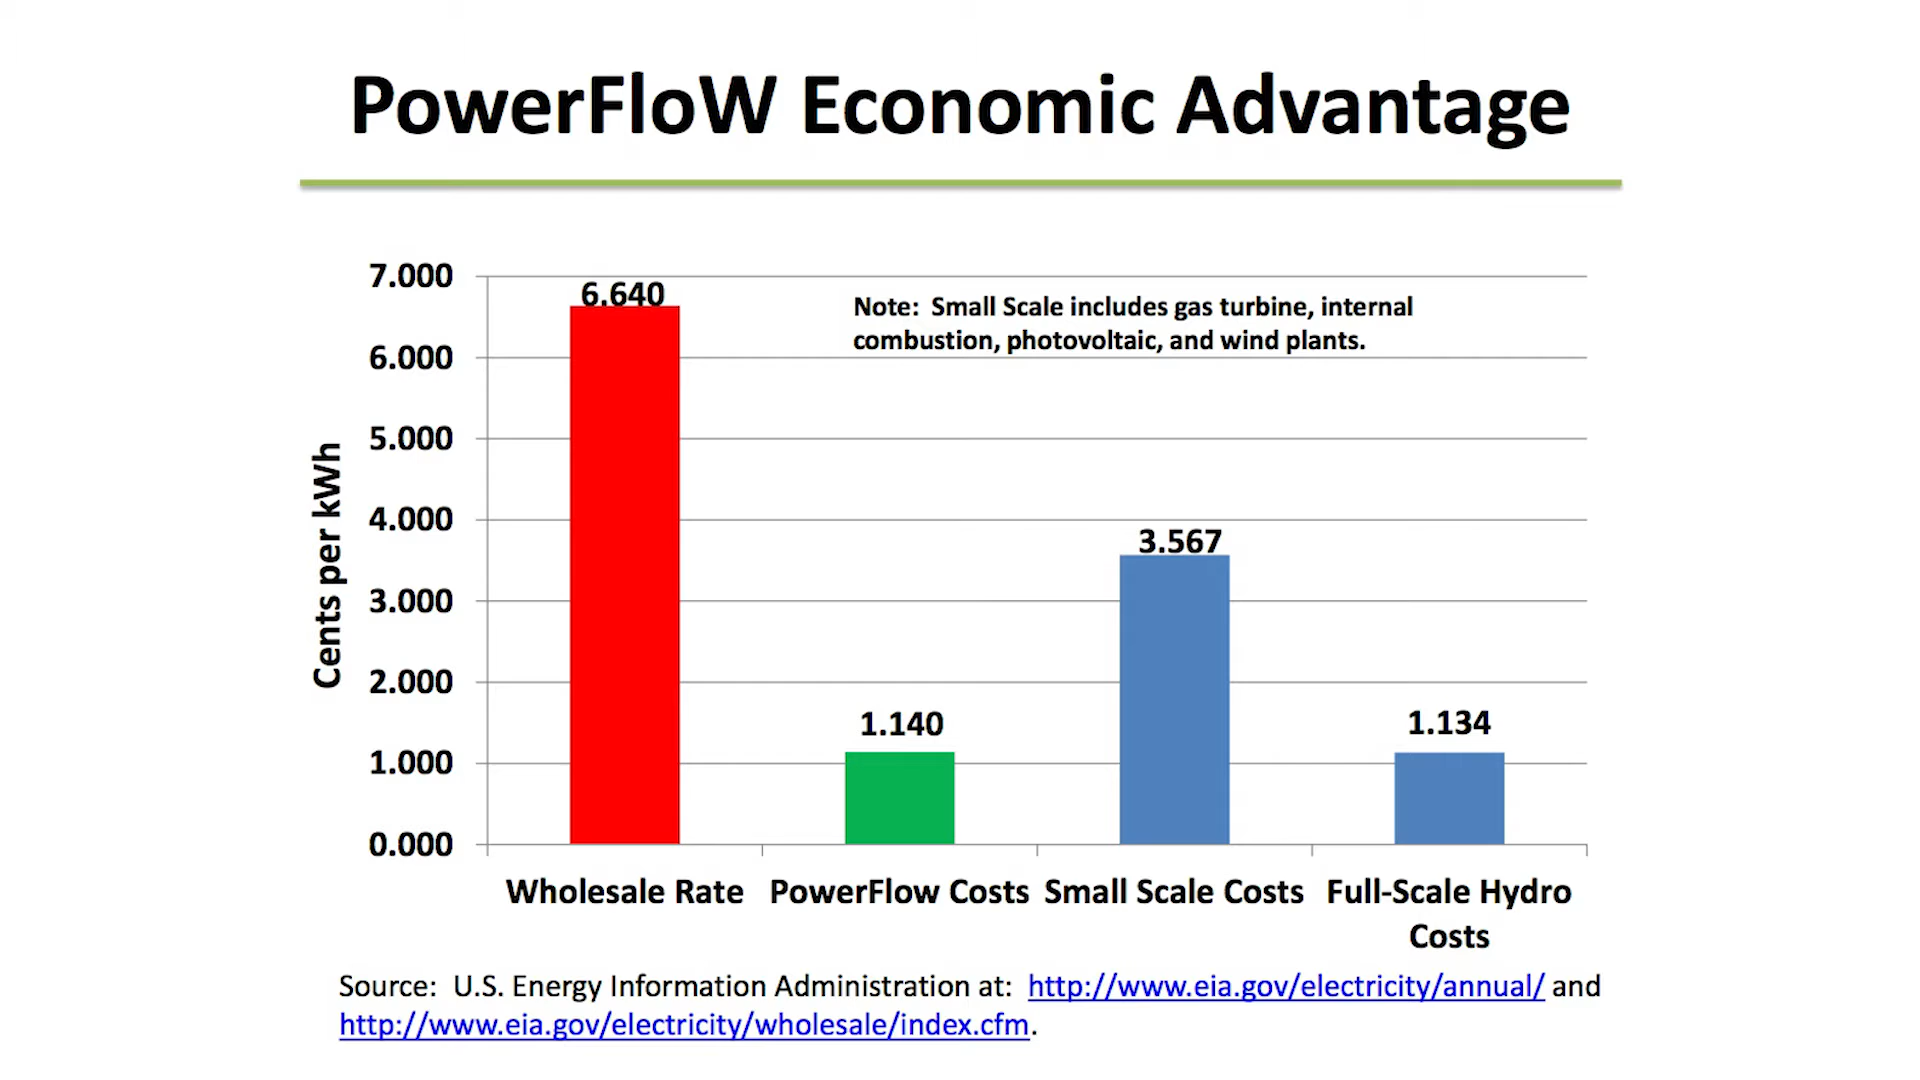 PowerFloW Economic Advantage
7.000
6.640
Note:  Small Scale includes gas turbine, internal
combustion, photovoltaic, and wind plants.
6.000
5.000
4.000
3.567
3.000
2.000
1.140
1.134
1.000
0.000
Cents per kWh
Wholesale Rate
PowerFlow Costs
Small Scale Costs
Full-Scale Hydro
Costs
Source:  U.S. Energy Information Administration at:  http://www.eia.gov/electricity/annual/ and
http://www.eia.gov/electricity/wholesale/index.cfm.